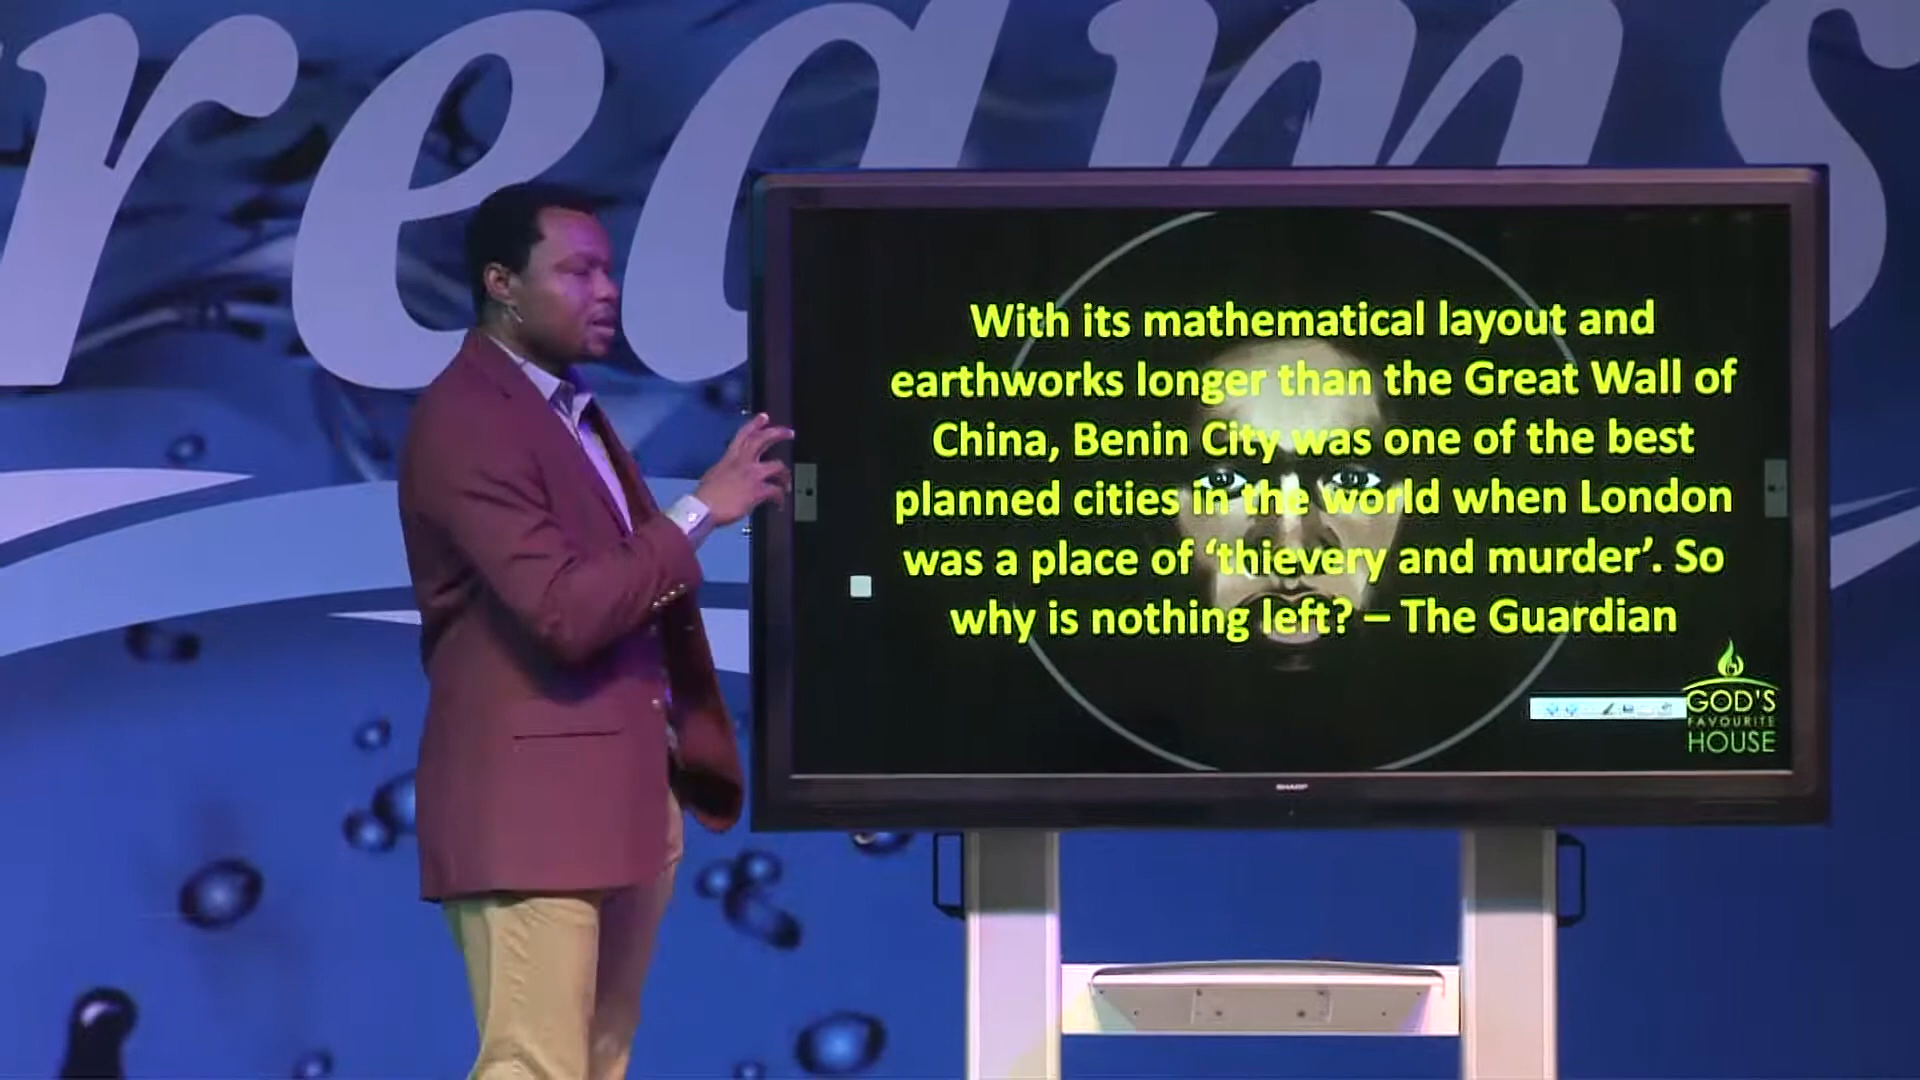 reams
With its mathematical layout and
earthworks longer than the Great Wall of
China, Benin City was one of the best
planned cities in the world when London
was a place of ‘thievery and murder’. So
why is nothing left? – The Guardian
GOD'S
FAVOURITE
HOUSE
SHARP